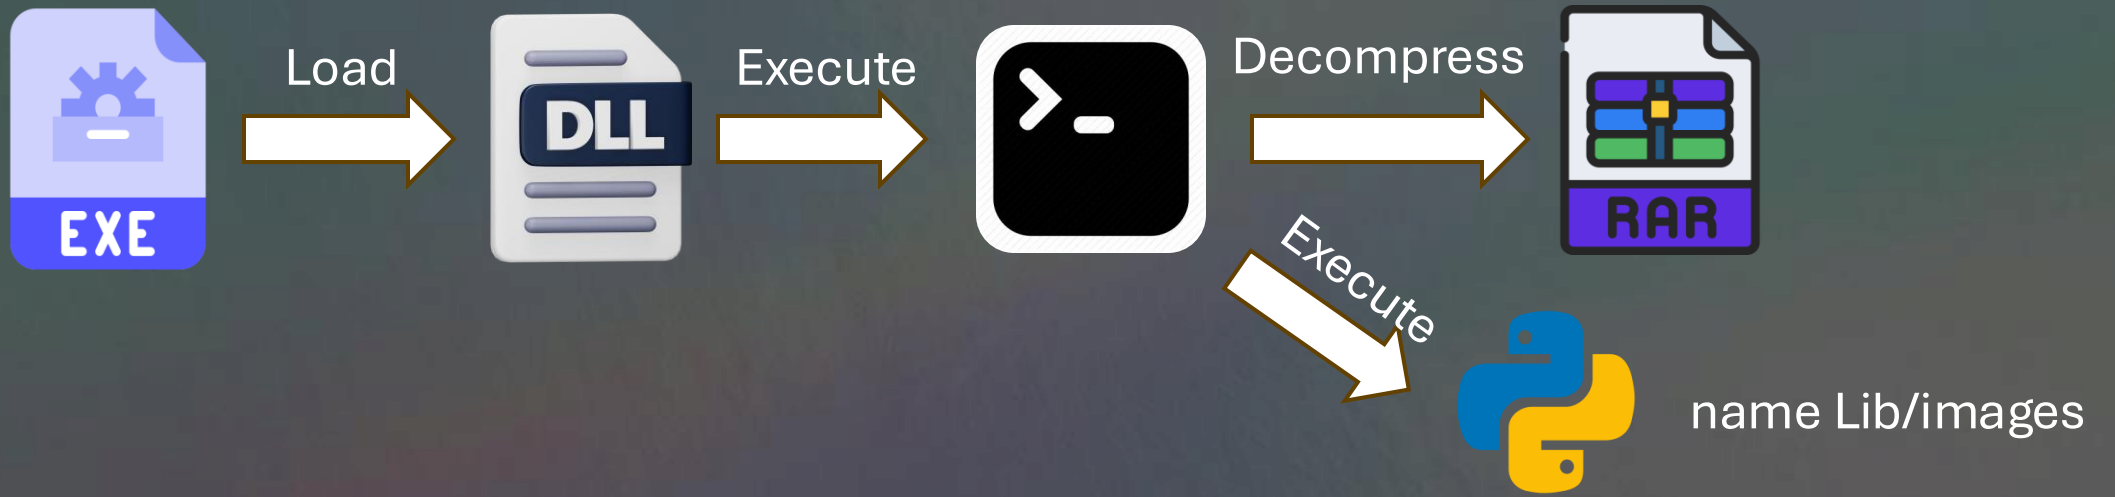 Load
Execute
Decompress
EXE
DLL
RAR
Execute
name Lib/images